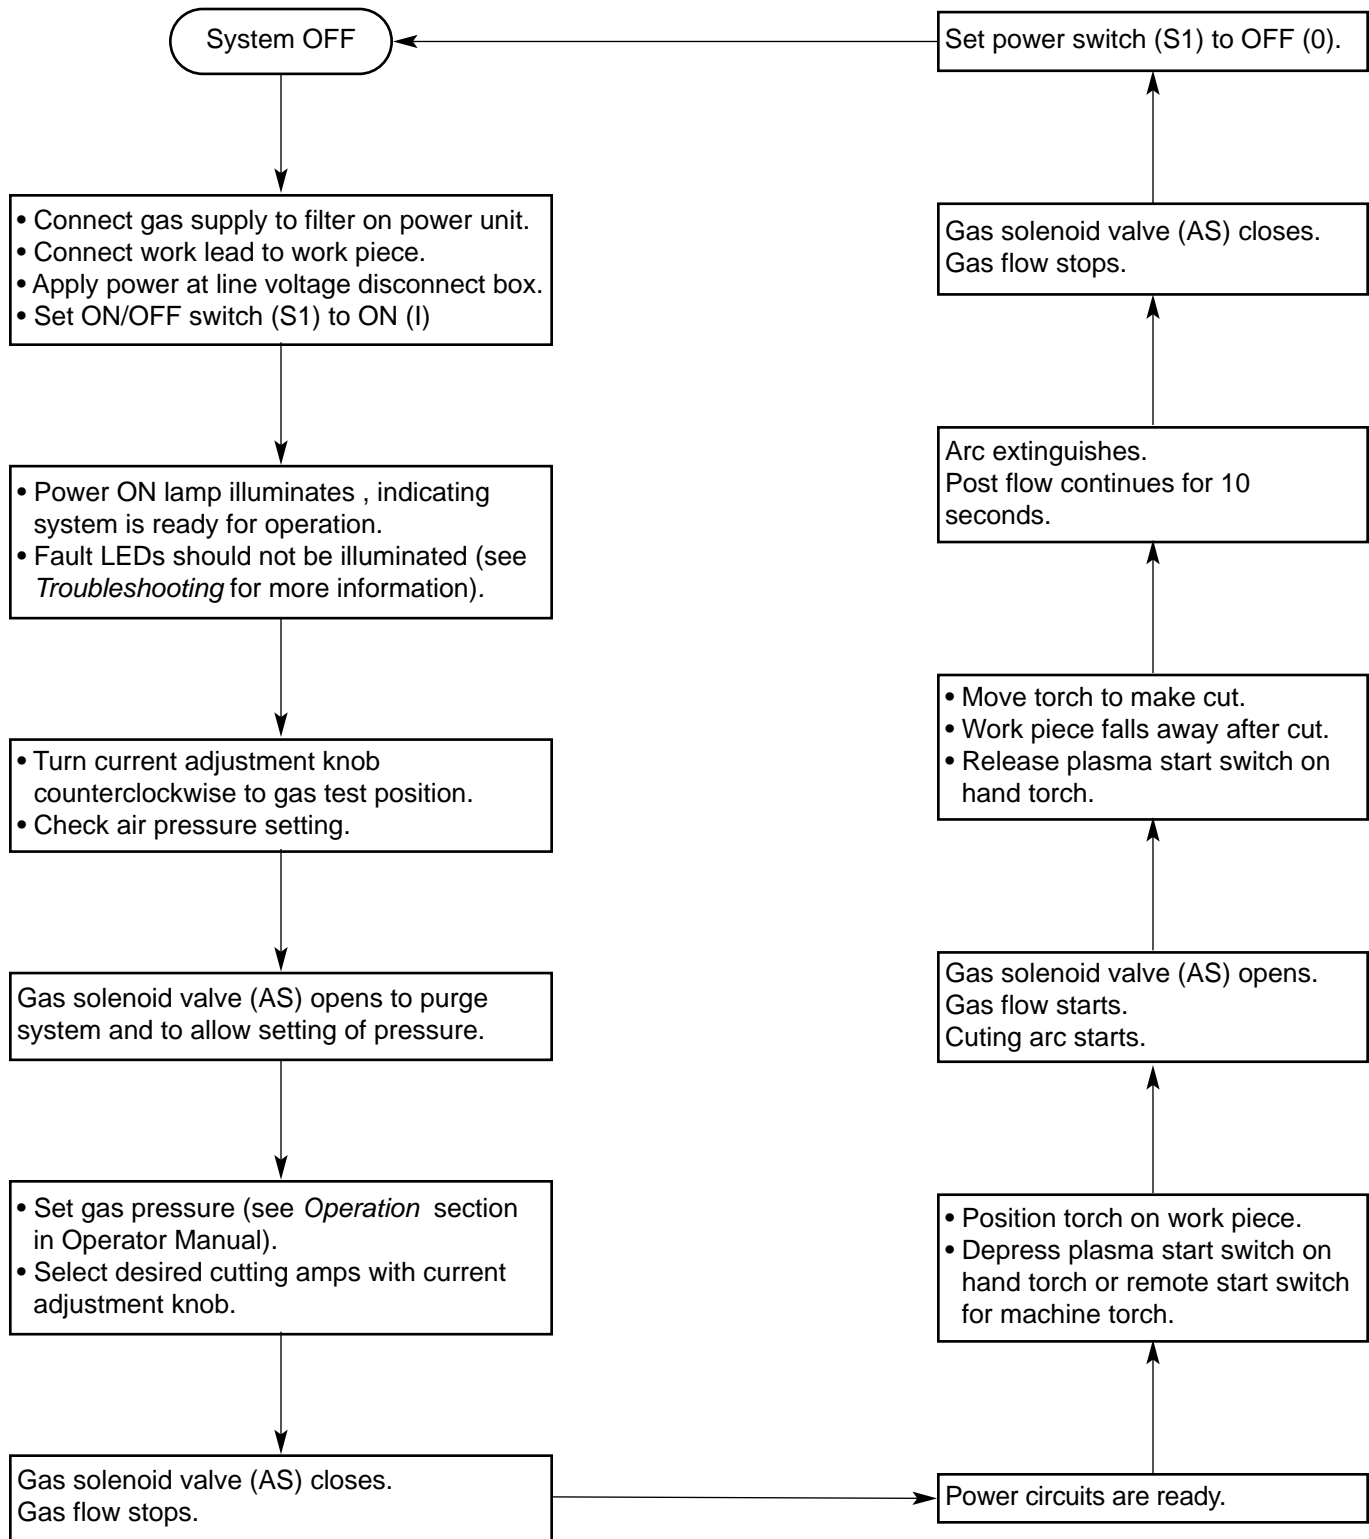 System OFF
• Connect gas supply to filter on power unit.
• Connect work lead to work piece.
• Apply power at line voltage disconnect box.
• Set ON/OFF switch (S1) to ON (I)
• Power ON lamp illuminates , indicating
system is ready for operation.
• Fault LEDs should not be illuminated (see
Troubleshooting for more information).
• Turn current adjustment knob
counterclockwise to gas test position.
• Check air pressure setting.
Gas solenoid valve (AS) opens to purge
system and to allow setting of pressure.
• Set gas pressure (see Operation section
in Operator Manual).
• Select desired cutting amps with current
adjustment knob.
Gas solenoid valve (AS) closes.
Gas flow stops.
Power circuits are ready.
• Position torch on work piece.
• Depress plasma start switch on
hand torch or remote start switch
for machine torch.
Gas solenoid valve (AS) opens.
Gas flow starts.
Cuting arc starts.
• Move torch to make cut.
• Work piece falls away after cut.
• Release plasma start switch on
hand torch.
Arc extinguishes.
Post flow continues for 10
seconds.
Gas solenoid valve (AS) closes.
Gas flow stops.
Set power switch (S1) to OFF (0).